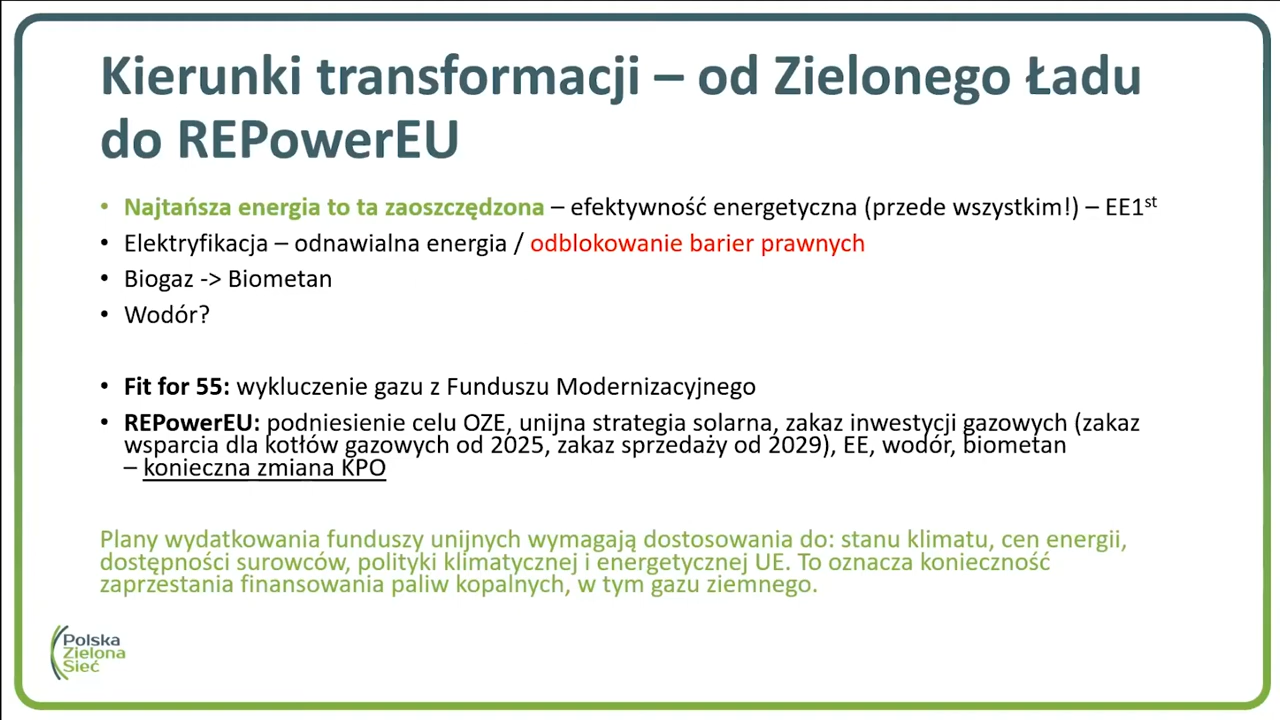 Kierunki transformacji – od Zielonego Ładu
do REPowerEU
• Najtańsza energia to ta zaoszczędzona – efektywność energetyczna (przede wszystkim!) – EE1st
• Elektryfikacja – odnawialna energia / odblokowanie barier prawnych
• Biogaz -> Biometan
• Wodór?
• Fit for 55: wykluczenie gazu z Funduszu Modernizacyjnego
• REPowerEU: podniesienie celu OZE, unijna strategia solarna, zakaz inwestycji gazowych (zakaz
wsparcia dla kotłów gazowych od 2025, zakaz sprzedaży od 2029), EE, wodór, biometan
– konieczna zmiana KPO
Plany wydatkowania funduszy unijnych wymagają dostosowania do: stanu klimatu, cen energii,
dostępności surowców, polityki klimatycznej i energetycznej UE. To oznacza konieczność
zaprzestania finansowania paliw kopalnych, w tym gazu ziemnego.
Polska
Zielona
Sieć